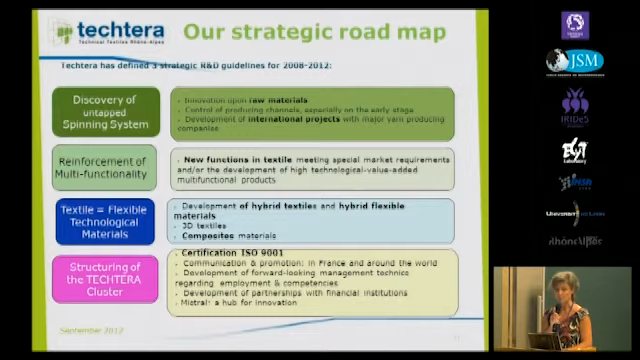 techtera
Technical Textiles Rhône-Alpes
Our strategic road map
Techtera has defined 3 strategic R&D guidelines for 2008-2012:
Discovery of
untapped
Spinning System
Innovation upon raw materials
Control of producing channels, especially on the early stage
Development of international projects with major yarn producing
companies
Reinforcement of
Multi-functionality
New functions in textile meeting special market requirements
and/or the development of high technological-value-added
multifunctional products
Textile = Flexible
Technological
Materials
Development of hybrid textiles and hybrid flexible
materials
3D textiles
Composites materials
Structuring of
the TECHTERA
Cluster
Certification ISO 9001
Communication & promotion: in France and around the world
Development of forward-looking management technics
regarding employment & competencies
Development of partnerships with financial institutions
Mistral: a hub for innovation
September 2012
JSM
IRIDeS
INSA